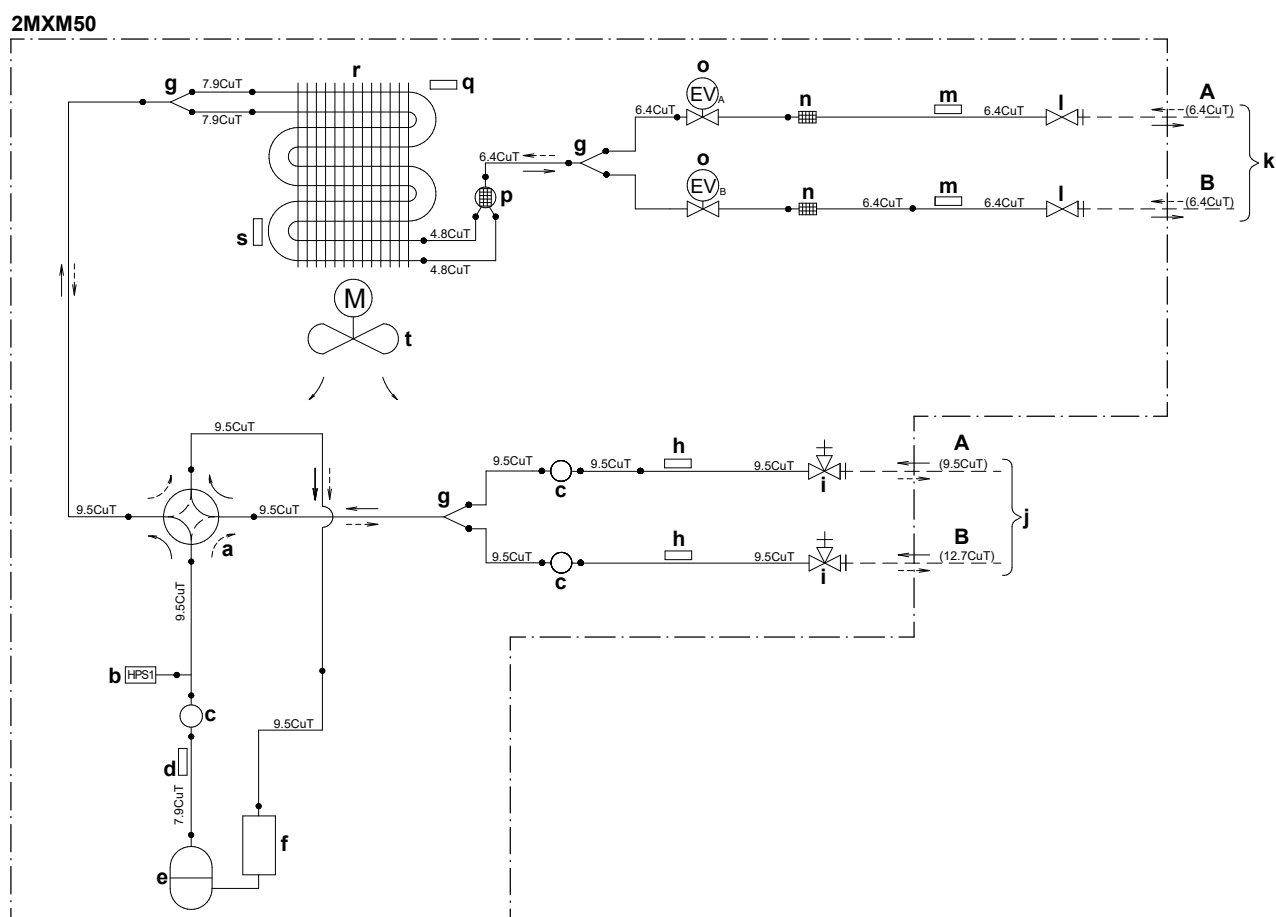 2MXM50
g
7.9CuT
r
q
7.9CuT
o
EVA
6.4CuT
n
m
6.4CuT
l
A
(6.4CuT)
k
6.4CuT
g
p
o
EVB
n
6.4CuT
m
6.4CuT
l
B
(6.4CuT)
s
4.8CuT
4.8CuT
M
t
9.5CuT
9.5CuT
a
9.5CuT
g
9.5CuT
c
9.5CuT
h
9.5CuT
i
A
(9.5CuT)
j
9.5CuT
c
h
9.5CuT
i
B
(12.7CuT)
9.5CuT
b
HPS1
c
9.5CuT
d
7.9CuT
f
e